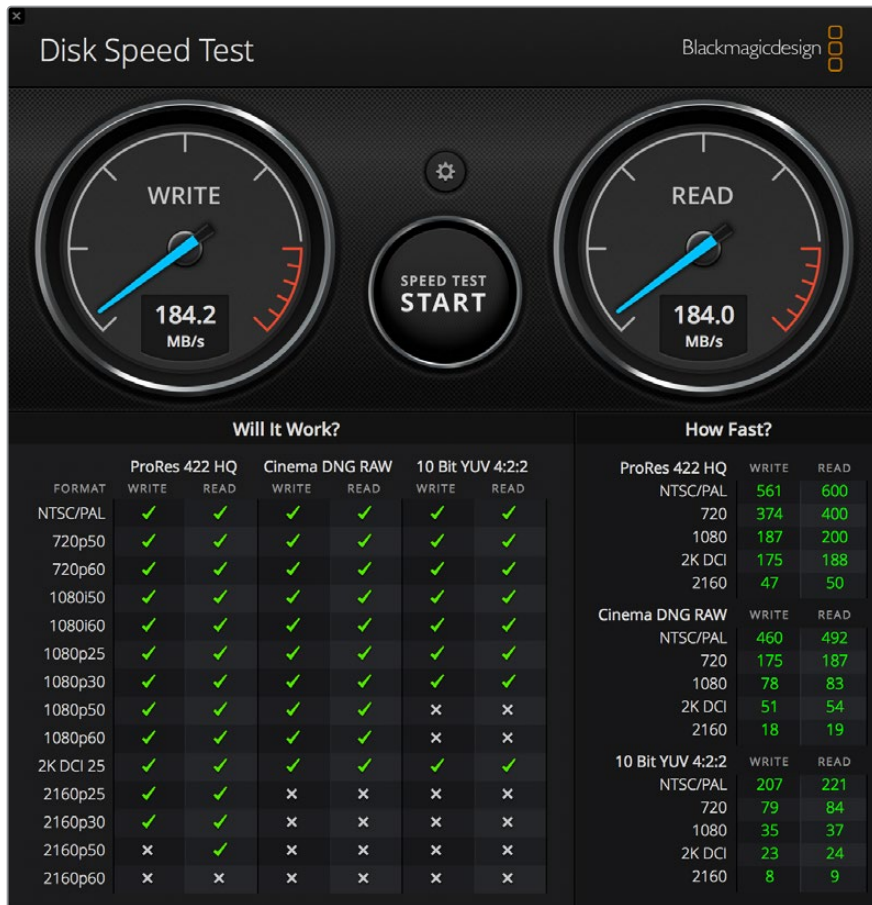 Disk Speed Test
Blackmagicdesign
WRITE
184.2
MB/s
SPEED TEST
START
READ
184.0
MB/s
Will It Work?
ProRes 422 HQ Cinema DNG RAW 10 Bit YUV 4:2:2
FORMAT WRITE READ WRITE READ WRITE READ
NTSC/PAL ✓ ✓ ✓ ✓ ✓ ✓
720p50 ✓ ✓ ✓ ✓ ✓ ✓
720p60 ✓ ✓ ✓ ✓ ✓ ✓
1080i50 ✓ ✓ ✓ ✓ ✓ ✓
1080i60 ✓ ✓ ✓ ✓ ✓ ✓
1080p25 ✓ ✓ ✓ ✓ ✓ ✓
1080p30 ✓ ✓ ✓ ✓ ✓ ✓
1080p50 ✓ ✓ ✓ ✓ × ×
1080p60 ✓ ✓ ✓ ✓ × ×
2K DCI 25 ✓ ✓ ✓ ✓ ✓ ✓
2160p25 ✓ ✓ × × × ×
2160p30 ✓ ✓ × × × ×
2160p50 × ✓ × × × ×
2160p60 × × × × × ×
How Fast?
ProRes 422 HQ WRITE READ
NTSC/PAL 561 600
720 374 400
1080 187 200
2K DCI 175 188
2160 47 50
Cinema DNG RAW WRITE READ
NTSC/PAL 460 492
720 175 187
1080 78 83
2K DCI 51 54
2160 18 19
10 Bit YUV 4:2:2 WRITE READ
NTSC/PAL 207 221
720 79 84
1080 35 37
2K DCI 23 24
2160 8 9